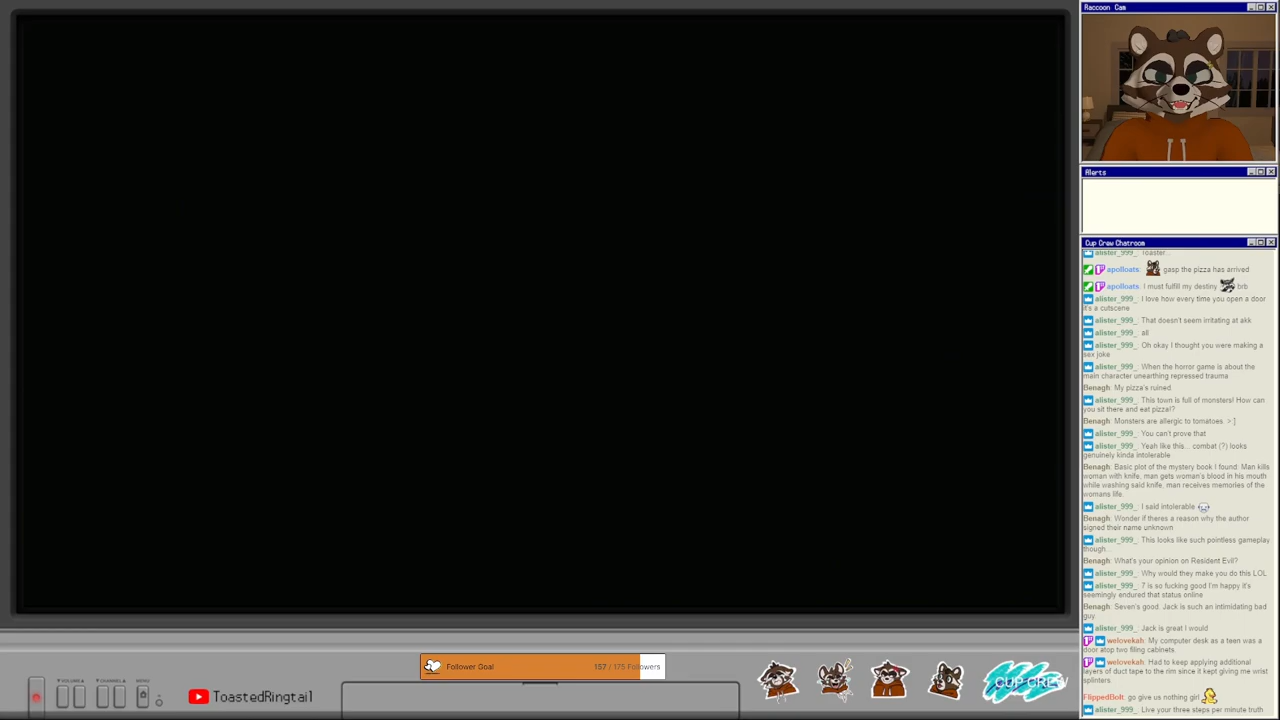 Raccoon Cam
Alerts
Cup Crew Chatroom
alister_999_: Toaster..
apolloats: gasp the pizza has arrived
apolloats: I must fulfill my destiny brb
alister_999_: I love how every time you open a door
it's a cutscene
alister_999_: That doesn't seem irritating at akk
alister_999_: all
alister_999_: Oh okay I thought you were making a
sex joke
alister_999_: When the horror game is about the
main character unearthing repressed trauma
Benagh: My pizza's ruined.
alister_999_: This town is full of monsters! How can
you sit there and eat pizza!?
Benagh: Monsters are allergic to tomatoes. >:]
alister_999_: You can't prove that
alister_999_: Yeah like this... combat (?) looks
genuinely kinda intolerable
Benagh: Basic plot of the mystery book I found: Man kills
woman with knife, man gets woman's blood in his mouth
while washing said knife, man receives memories of the
womans life.
alister_999_: I said intolerable
Benagh: Wonder if theres a reason why the author
signed their name unknown
alister_999_: This looks like such pointless gameplay
though...
Benagh: What's your opinion on Resident Evil?
alister_999_: Why would they make you do this LOL
alister_999_: 7 is so fucking good I'm happy it's
seemingly endured that status online
Benagh: Seven's good. Jack is such an intimidating bad
guy.
alister_999_: Jack is great I would
welovekah: My computer desk as a teen was a
door atop two filing cabinets.
welovekah: Had to keep applying additional
layers of duct tape to the rim since it kept giving me wrist
splinters
FlippedBolt: go give us nothing girl
alister_999_: Live your three steps per minute truth
Follower Goal
157 / 175 Followers
VOLUME
CHANNEL
MENU
ToastedRingtail
CUP CREW